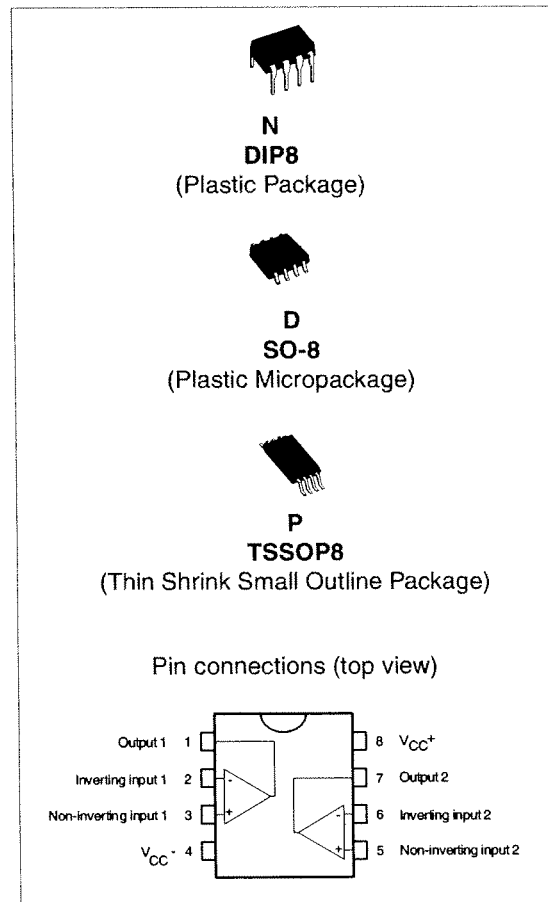 N
DIP8
(Plastic Package)
D
SO-8
(Plastic Micropackage)
P
TSSOP8
(Thin Shrink Small Outline Package)
Pin connections (top view)
Output 1 1
8 VCC+
Inverting input 1 2
7 Output 2
- -
Non-inverting input 1 3
6 Inverting input 2
+ +
VCC- 4
5 Non-inverting input 2